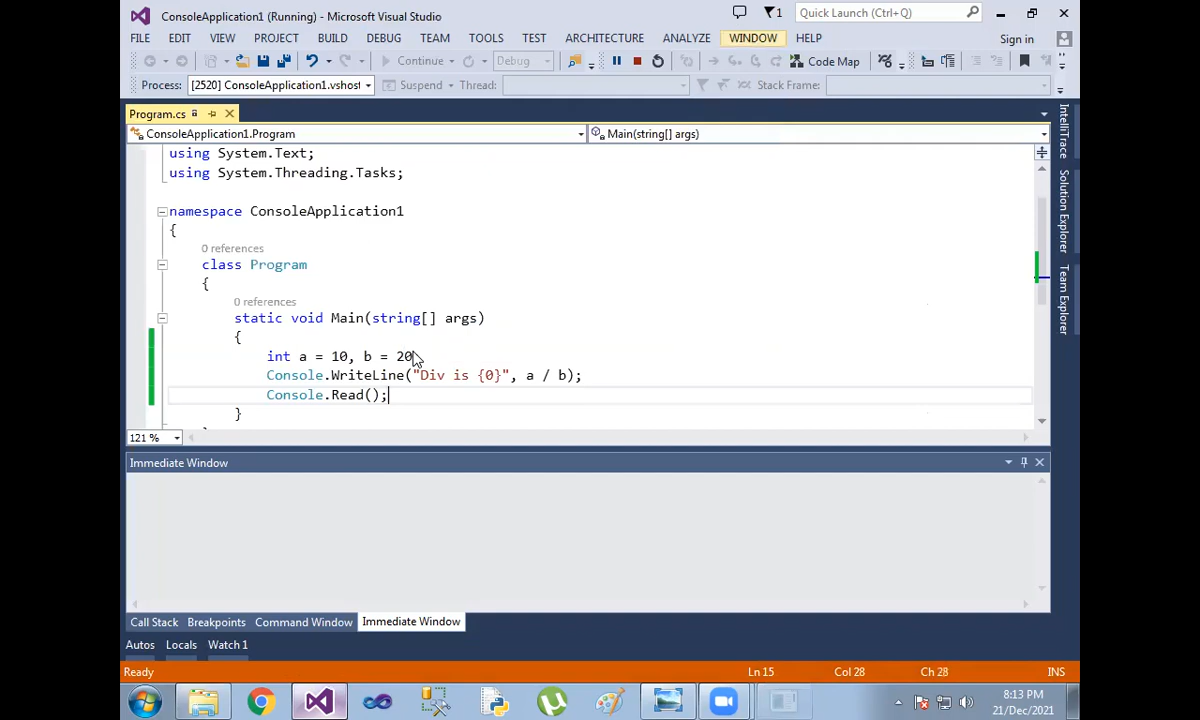 ConsoleApplication1 (Running) - Microsoft Visual Studio
1
Quick Launch (Ctrl+Q)
FILE EDIT VIEW PROJECT BUILD DEBUG TEAM TOOLS TEST ARCHITECTURE ANALYZE WINDOW HELP
Sign in
Continue
Debug
Code Map
Process: [2520] ConsoleApplication1.vshost
Suspend
Thread:
Stack Frame:
Program.cs
ConsoleApplication1.Program
Main(string[] args)
using System.Text;
using System.Threading.Tasks;
namespace ConsoleApplication1
{
0 references
class Program
{
0 references
static void Main(string[] args)
{
int a = 10, b = 20
Console.WriteLine("Div is {0}", a / b);
Console.Read();
}
121 %
IntelliTrace
Solution Explorer
Team Explorer
Immediate Window
Call Stack Breakpoints Command Window Immediate Window
Autos Locals Watch 1
Ready
Ln 15
Col 28
Ch 28
INS
8:13 PM
21/Dec/2021